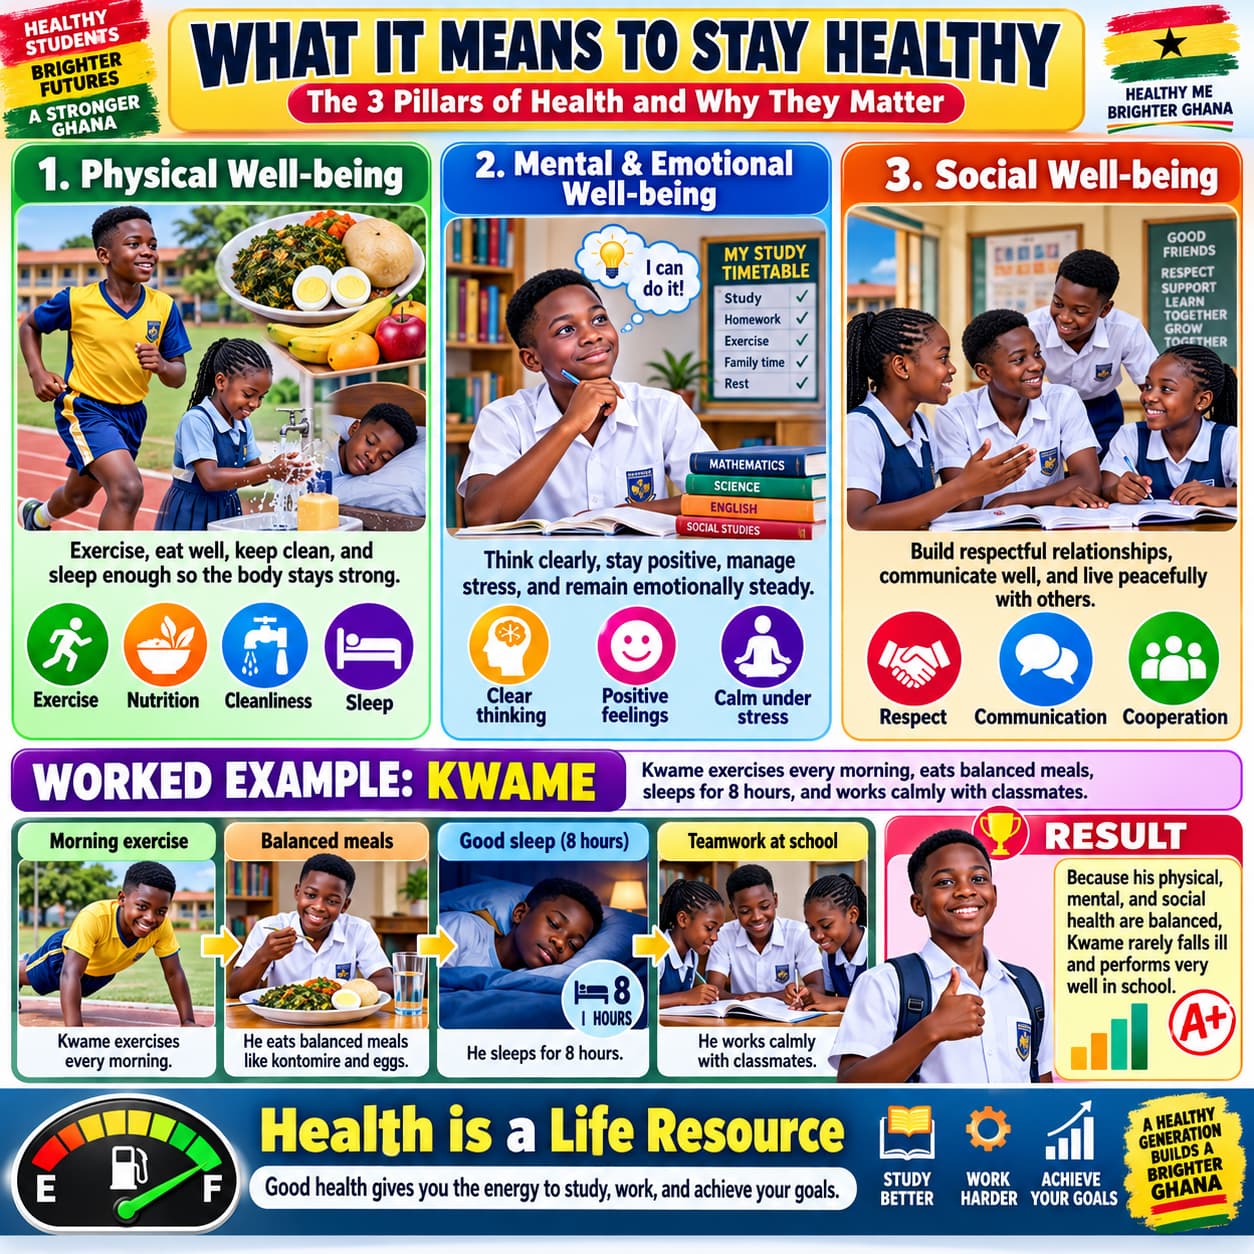 HEALTHY
STUDENTS
BRIGHTER
FUTURES
A STRONGER
GHANA
WHAT IT MEANS TO STAY HEALTHY
The 3 Pillars of Health and Why They Matter
HEALTHY ME
BRIGHTER GHANA
1. Physical Well-being
Exercise, eat well, keep clean, and
sleep enough so the body stays strong.
Exercise
Nutrition
Cleanliness
Sleep
2. Mental & Emotional
Well-being
I can
do it!
MY STUDY
TIMETABLE
Study ✓
Homework ✓
Exercise ✓
Family time ✓
Rest ✓
MATHEMATICS
SCIENCE
ENGLISH
SOCIAL STUDIES
Think clearly, stay positive, manage
stress, and remain emotionally steady.
Clear
thinking
Positive
feelings
Calm under
stress
3. Social Well-being
GOOD
FRIENDS
RESPECT
SUPPORT
LEARN
TOGETHER
GROW
TOGETHER
Build respectful relationships,
communicate well, and live peacefully
with others.
Respect
Communication
Cooperation
WORKED EXAMPLE: KWAME
Kwame exercises every morning, eats balanced meals,
sleeps for 8 hours, and works calmly with classmates.
Morning exercise
Kwame exercises
every morning.
Balanced meals
He eats balanced meals
like kontomire and eggs.
Good sleep (8 hours)
8
HOURS
He sleeps for 8 hours.
Teamwork at school
He works calmly
with classmates.
RESULT
Because his physical,
mental, and social
health are balanced,
Kwame rarely falls ill
and performs very
well in school.
A+
E
F
Health is a Life Resource
Good health gives you the energy to study, work, and achieve your goals.
STUDY
BETTER
WORK
HARDER
ACHIEVE
YOUR GOALS
A HEALTHY
GENERATION
BUILDS A
BRIGHTER
GHANA